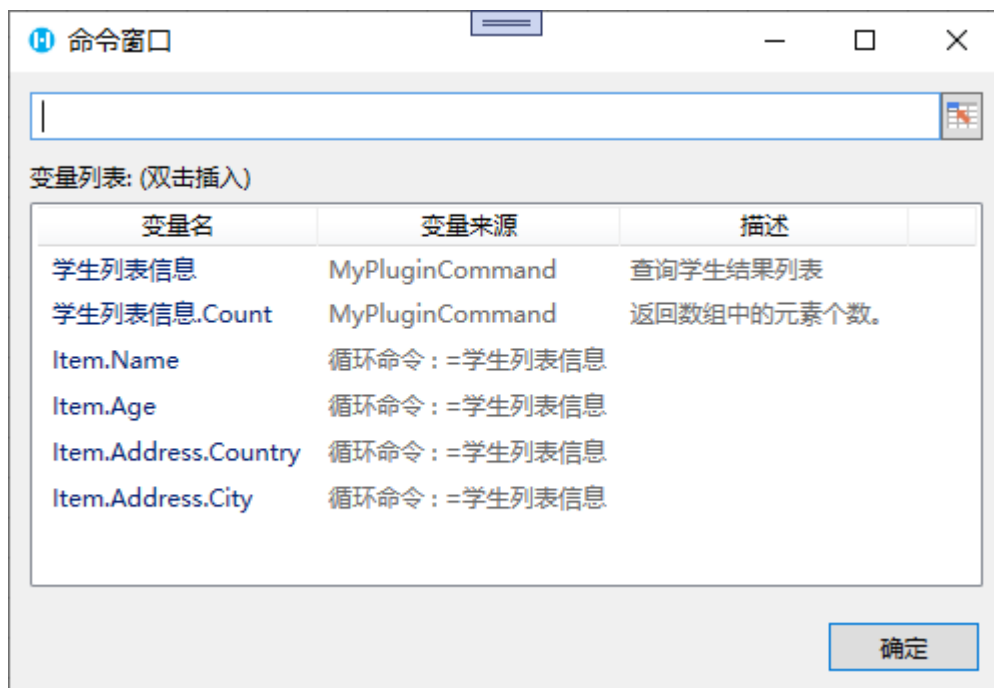 命令窗口
变量列表: (双击插入)
变量名 变量来源 描述
学生列表信息 MyPluginCommand 查询学生结果列表
学生列表信息.Count MyPluginCommand 返回数组中的元素个数。
Item.Name 循环命令 : =学生列表信息
Item.Age 循环命令 : =学生列表信息
Item.Address.Country 循环命令 : =学生列表信息
Item.Address.City 循环命令 : =学生列表信息
确定